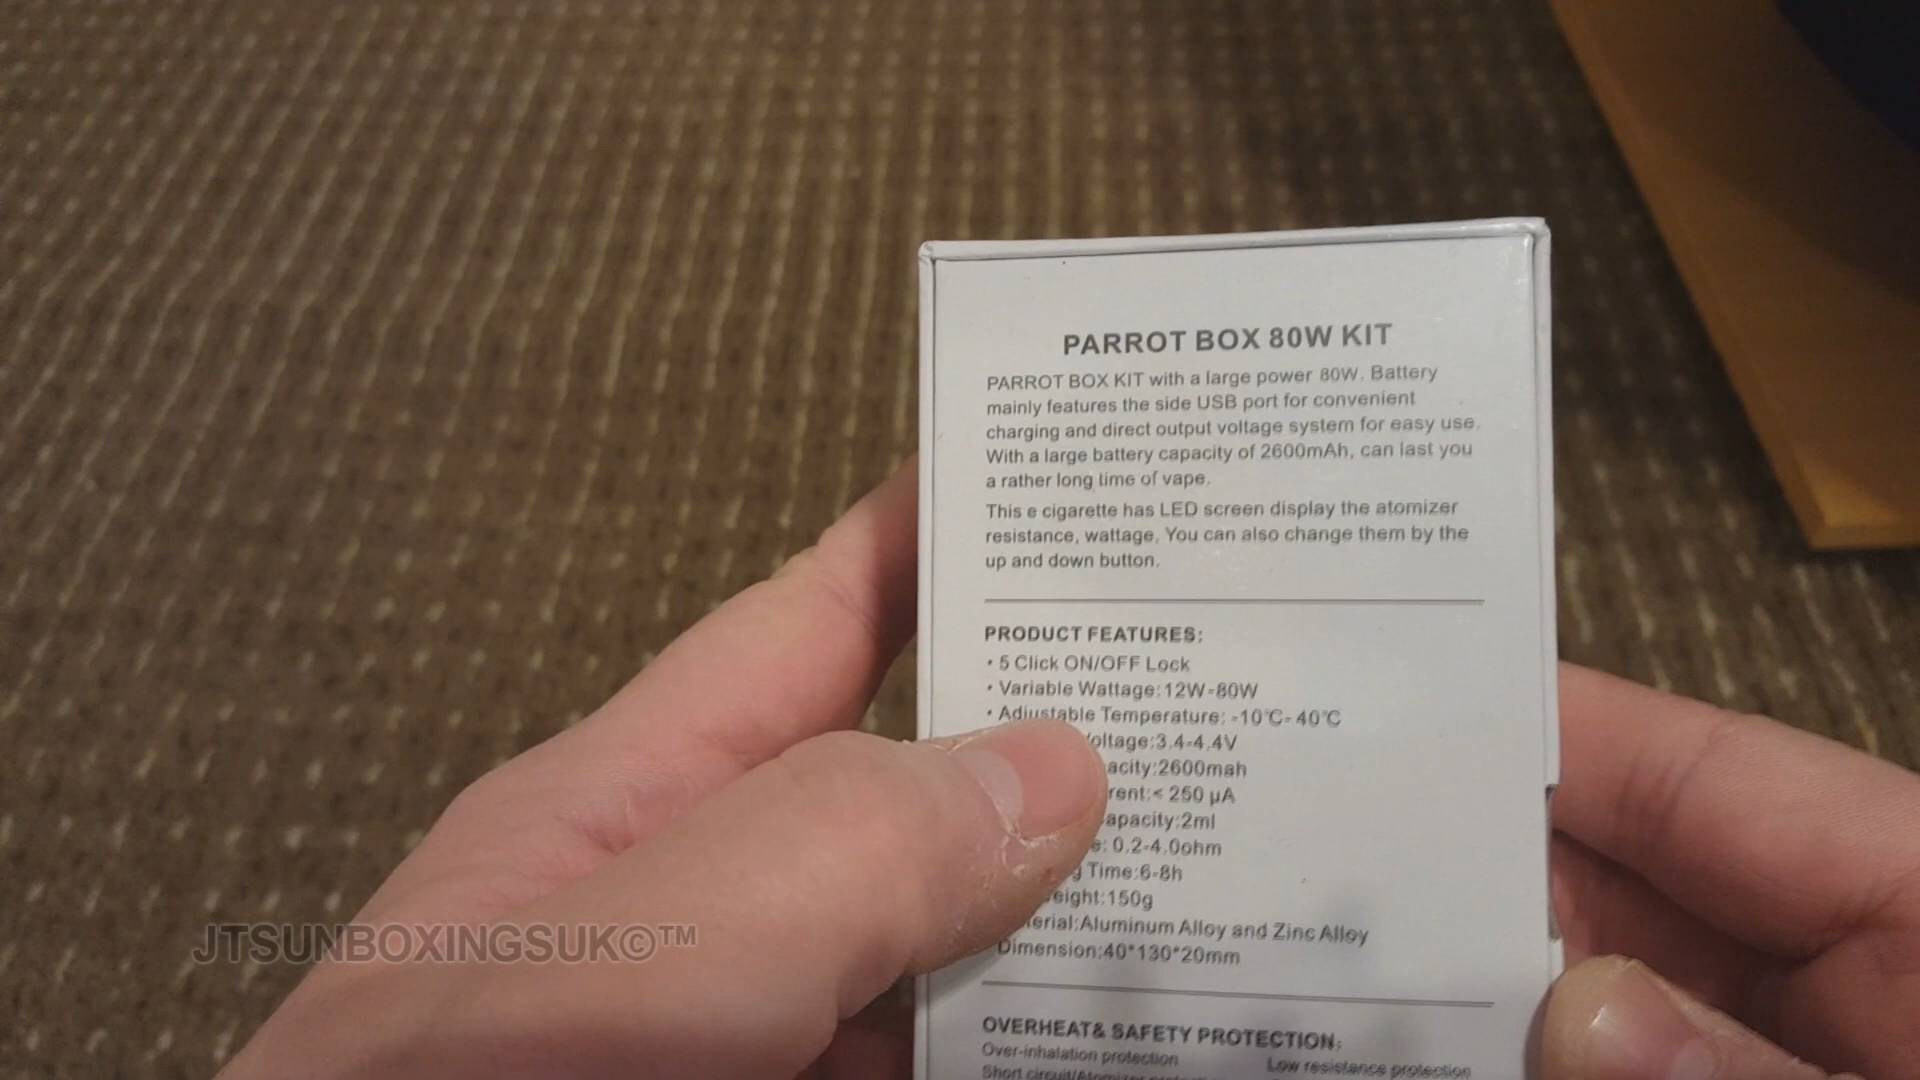 PARROT BOX 80W KIT
PARROT BOX KIT with a large power 80W. Battery
mainly features the side USB port for convenient
charging and direct output voltage system for easy use.
With a large battery capacity of 2600mAh, can last you
a rather long time of vape.
This e cigarette has LED screen display the atomizer
resistance, wattage, You can also change them by the
up and down button.
PRODUCT FEATURES:
• 5 Click ON/OFF Lock
• Variable Wattage:12W-80W
• Adjustable Temperature: -10℃- 40℃
oltage:3.4-4.4V
acity:2600mah
rent:< 250 µA
apacity:2ml
e: 0.2-4.0ohm
g Time:6-8h
eight:150g
erial:Aluminum Alloy and Zinc Alloy
Dimension:40*130*20mm
OVERHEAT& SAFETY PROTECTION:
Over-inhalation protection Low resistance protection
Short circuit/Atomizer
JTSUNBOXINGSUK©™